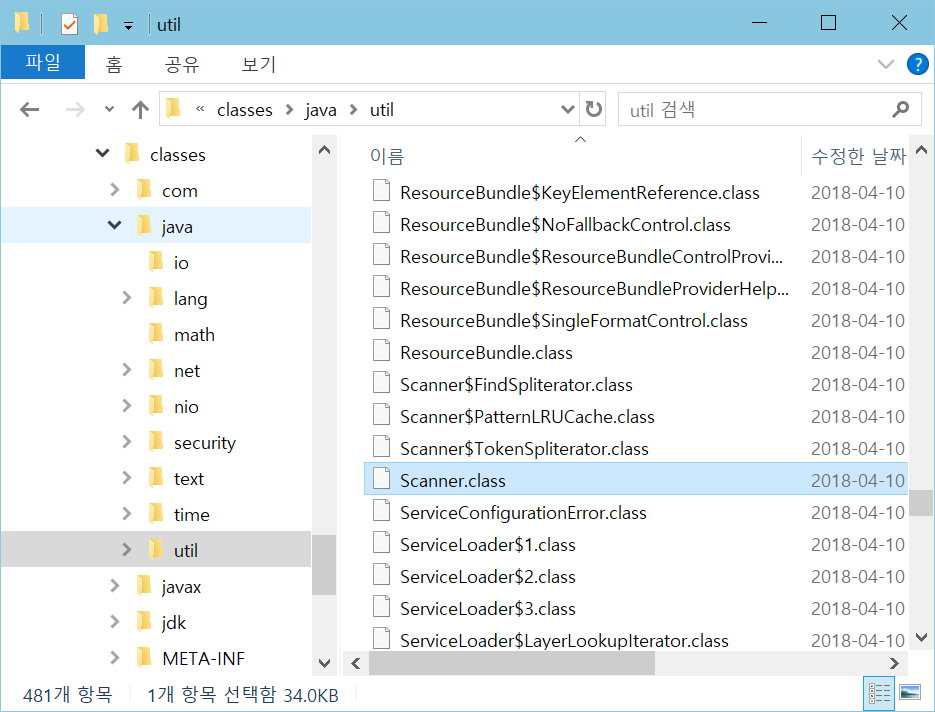 util
파일 홈 공유 보기 ?
« classes java util util 검색
classes
com
java
io
lang
math
net
nio
security
text
time
util
javax
jdk
META-INF
이름 수정한 날짜
ResourceBundle$KeyElementReference.class 2018-04-10
ResourceBundle$NoFallbackControl.class 2018-04-10
ResourceBundle$ResourceBundleControlProvi... 2018-04-10
ResourceBundle$ResourceBundleProviderHelp... 2018-04-10
ResourceBundle$SingleFormatControl.class 2018-04-10
ResourceBundle.class 2018-04-10
Scanner$FindSpliterator.class 2018-04-10
Scanner$PatternLRUCache.class 2018-04-10
Scanner$TokenSpliterator.class 2018-04-10
Scanner.class 2018-04-10
ServiceConfigurationError.class 2018-04-10
ServiceLoader$1.class 2018-04-10
ServiceLoader$2.class 2018-04-10
ServiceLoader$3.class 2018-04-10
ServiceLoader$LayerLookupIterator.class 2018-04-10
481개 항목 1개 항목 선택함 34.0KB